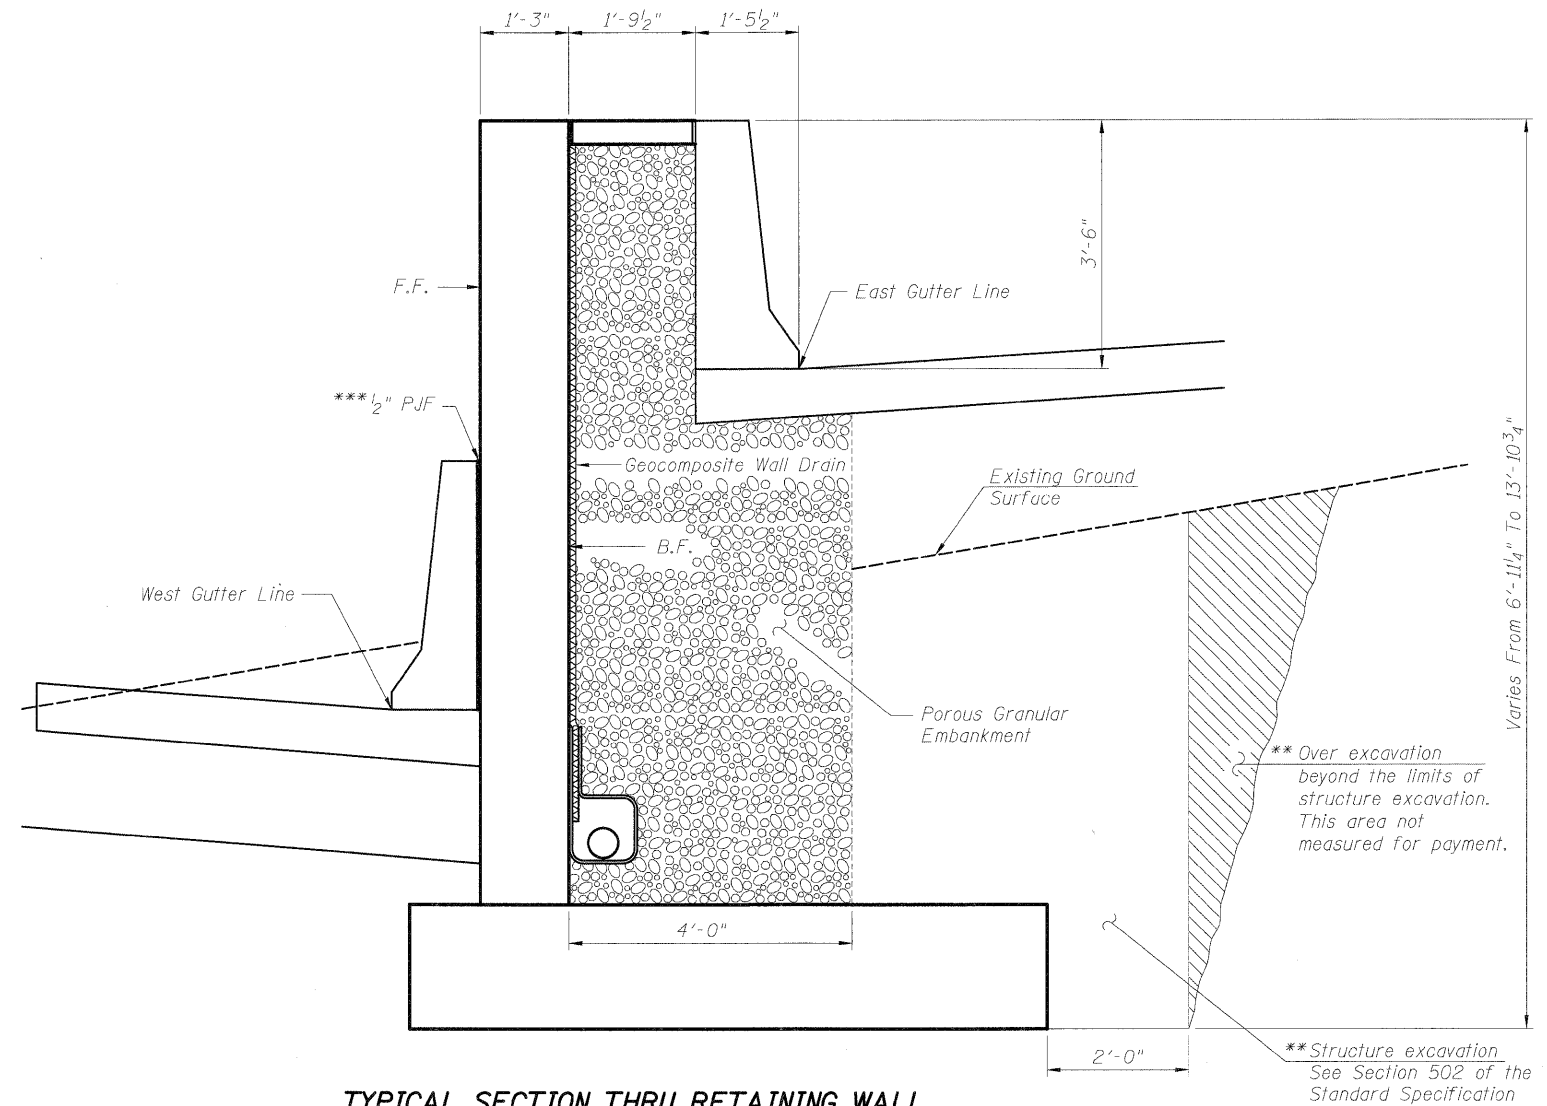 1'-3"
1'-9½"
1'-5½"
F.F.
3'-6"
East Gutter Line
***½" PJF
Geocomposite Wall Drain
Existing Ground
Surface
B.F.
West Gutter Line
Varies From 6'-11¼" To 13'-10¾"
Porous Granular
Embankment
** Over excavation
beyond the limits of
structure excavation.
This area not
measured for payment.
4'-0"
2'-0"
**Structure excavation
See Section 502 of the
Standard Specification
TYPICAL SECTION THRU RETAINING WALL